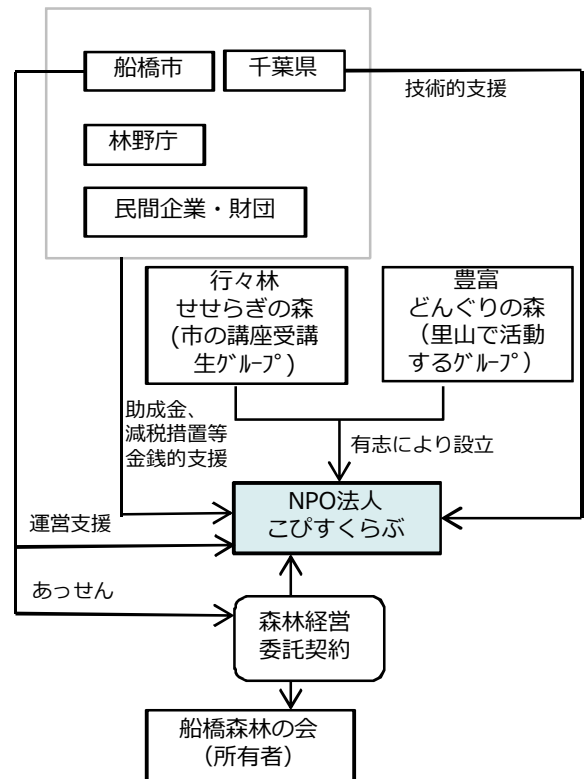 船橋市
千葉県
技術的支援
林野庁
民間企業・財団
行々林
せせらぎの森
(市の講座受講
生ｸﾞﾙｰﾌﾟ)
豊富
どんぐりの森
（里山で活動
するｸﾞﾙｰﾌﾟ）
助成金、
減税措置等
金銭的支援
有志により設立
NPO法人
こぴすくらぶ
運営支援
あっせん
森林経営
委託契約
船橋森林の会
（所有者）